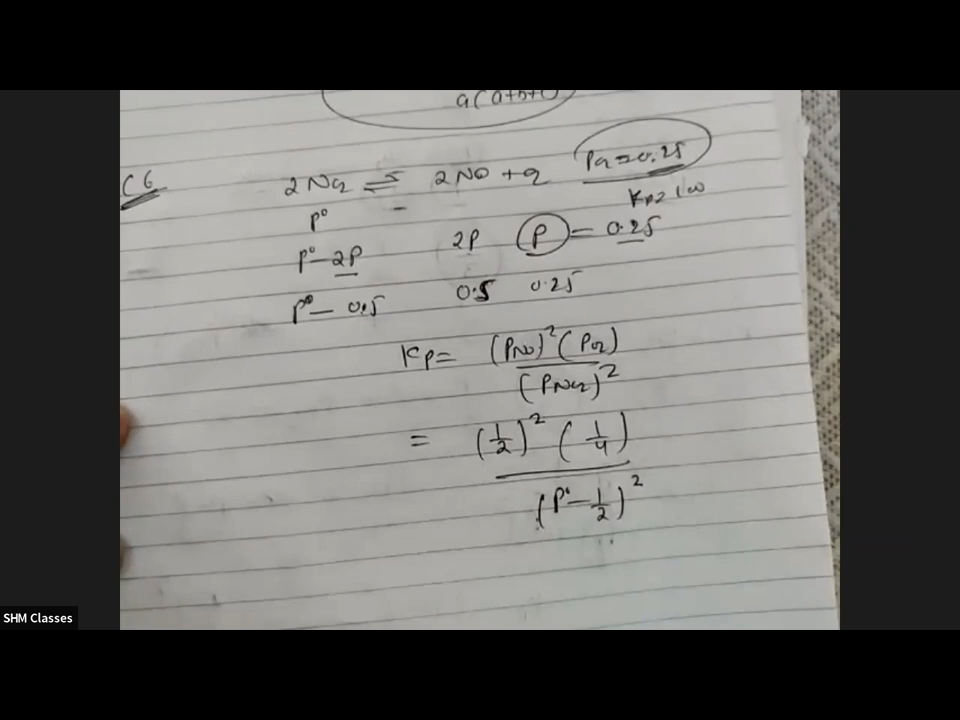 a(a+b+c)
C6
2NO₂ ⇌ 2NO + O₂ PO₂ = 0.25
Kp = 100
P°
P° - 2P 2P P = 0.25
P° - 0.5 0.5 0.25
Kp = (PNO)² (PO₂)
(PNO₂)²
= (1/2)² (1/4)
(P° - 1/2)²
SHM Classes